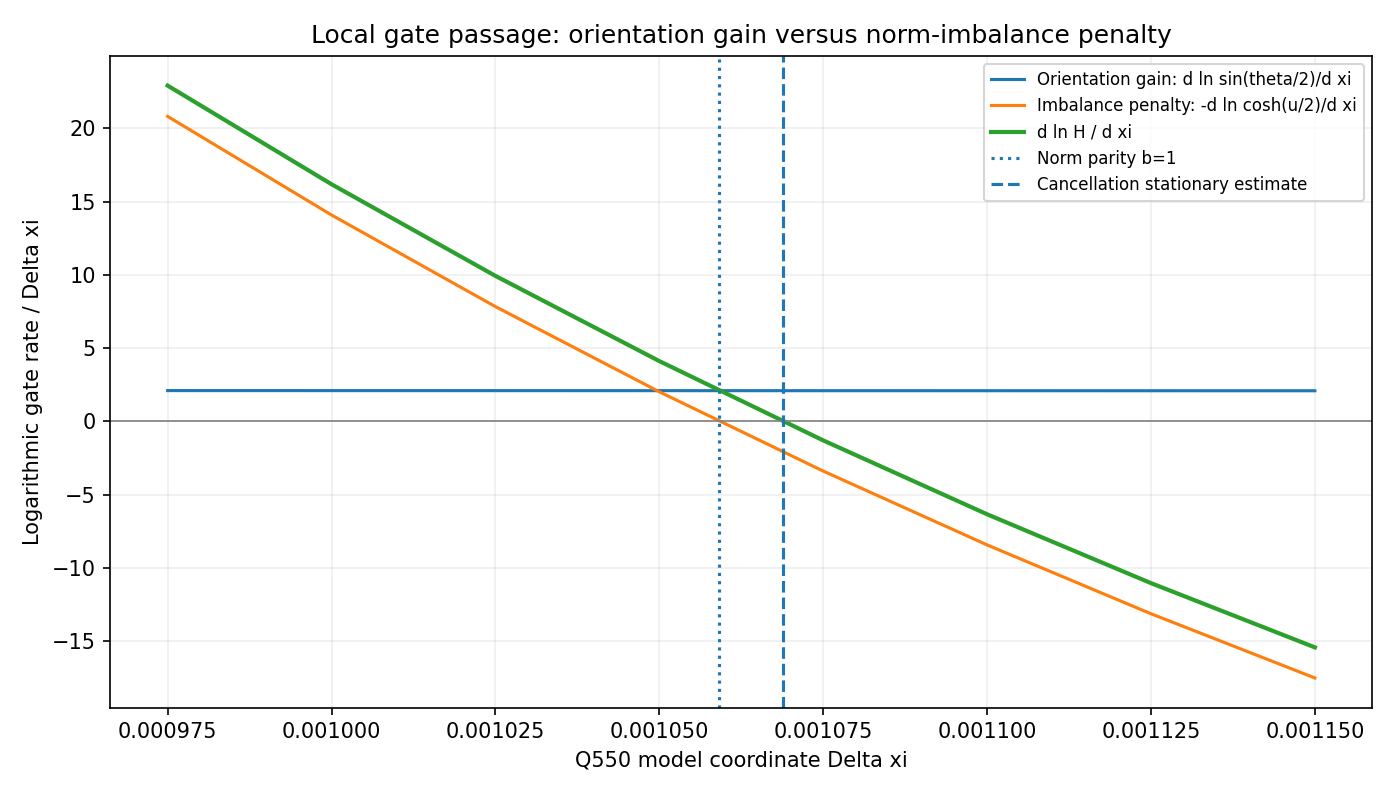 Local gate passage: orientation gain versus norm-imbalance penalty
Orientation gain: d ln sin(theta/2)/d xi
Imbalance penalty: -d ln cosh(u/2)/d xi
d ln H / d xi
Norm parity b=1
Cancellation stationary estimate
Logarithmic gate rate / Delta xi
20
15
10
5
0
−5
−10
−15
0.000975 0.001000 0.001025 0.001050 0.001075 0.001100 0.001125 0.001150
Q550 model coordinate Delta xi